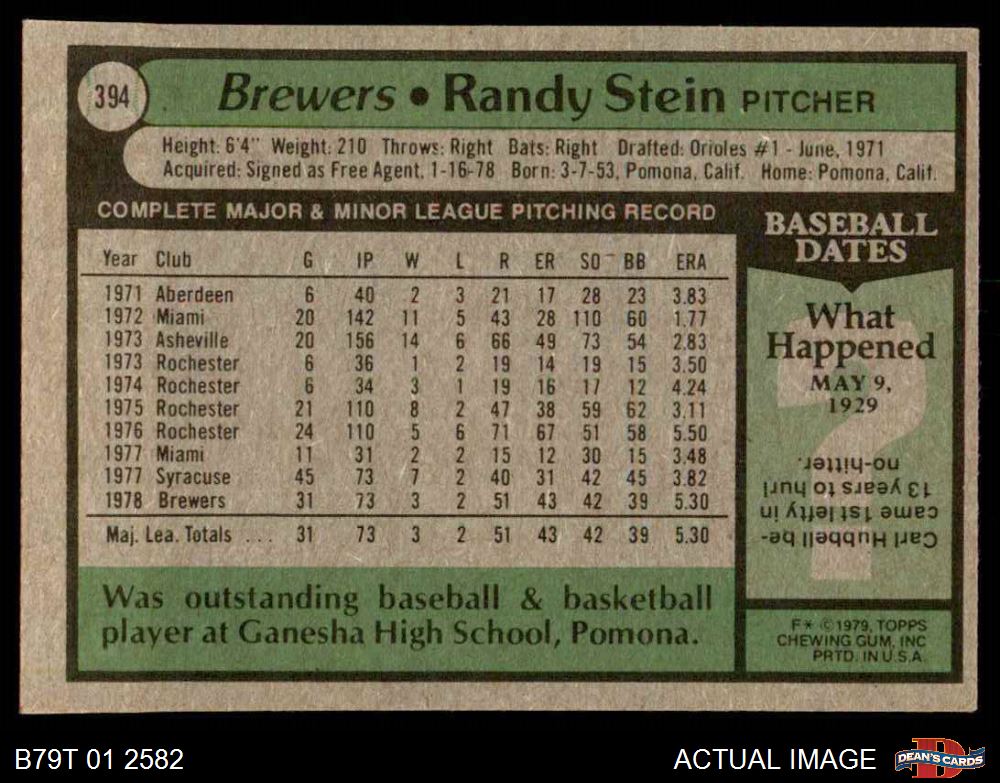 394
Brewers • Randy Stein PITCHER
Height: 6'4" Weight: 210 Throws: Right Bats: Right Drafted: Orioles #1 - June, 1971
Acquired: Signed as Free Agent, 1-16-78 Born: 3-7-53, Pomona, Calif. Home: Pomona, Calif.
COMPLETE MAJOR & MINOR LEAGUE PITCHING RECORD
Year Club G IP W L R ER SO BB ERA
1971 Aberdeen 6 40 2 3 21 17 28 23 3.83
1972 Miami 20 142 11 5 43 28 110 60 1.77
1973 Asheville 20 156 14 6 66 49 73 54 2.83
1973 Rochester 6 36 1 2 19 14 19 15 3.50
1974 Rochester 6 34 3 1 19 16 17 12 4.24
1975 Rochester 21 110 8 2 47 38 59 62 3.11
1976 Rochester 24 110 5 6 71 67 51 58 5.50
1977 Miami 11 31 2 2 15 12 30 15 3.48
1977 Syracuse 45 73 7 2 40 31 42 45 3.82
1978 Brewers 31 73 3 2 51 43 42 39 5.30
Maj. Lea. Totals ... 31 73 3 2 51 43 42 39 5.30
Was outstanding baseball & basketball
player at Ganesha High School, Pomona.
BASEBALL
DATES
What
Happened
MAY 9,
1929
?
Carl Hubbell be-
came 1st lefty in
13 years to hurl
no-hitter.
F* © 1979, TOPPS
CHEWING GUM, INC
PRTD. IN U.S.A.
B79T 01 2582
ACTUAL IMAGE
D
DEAN'S CARDS